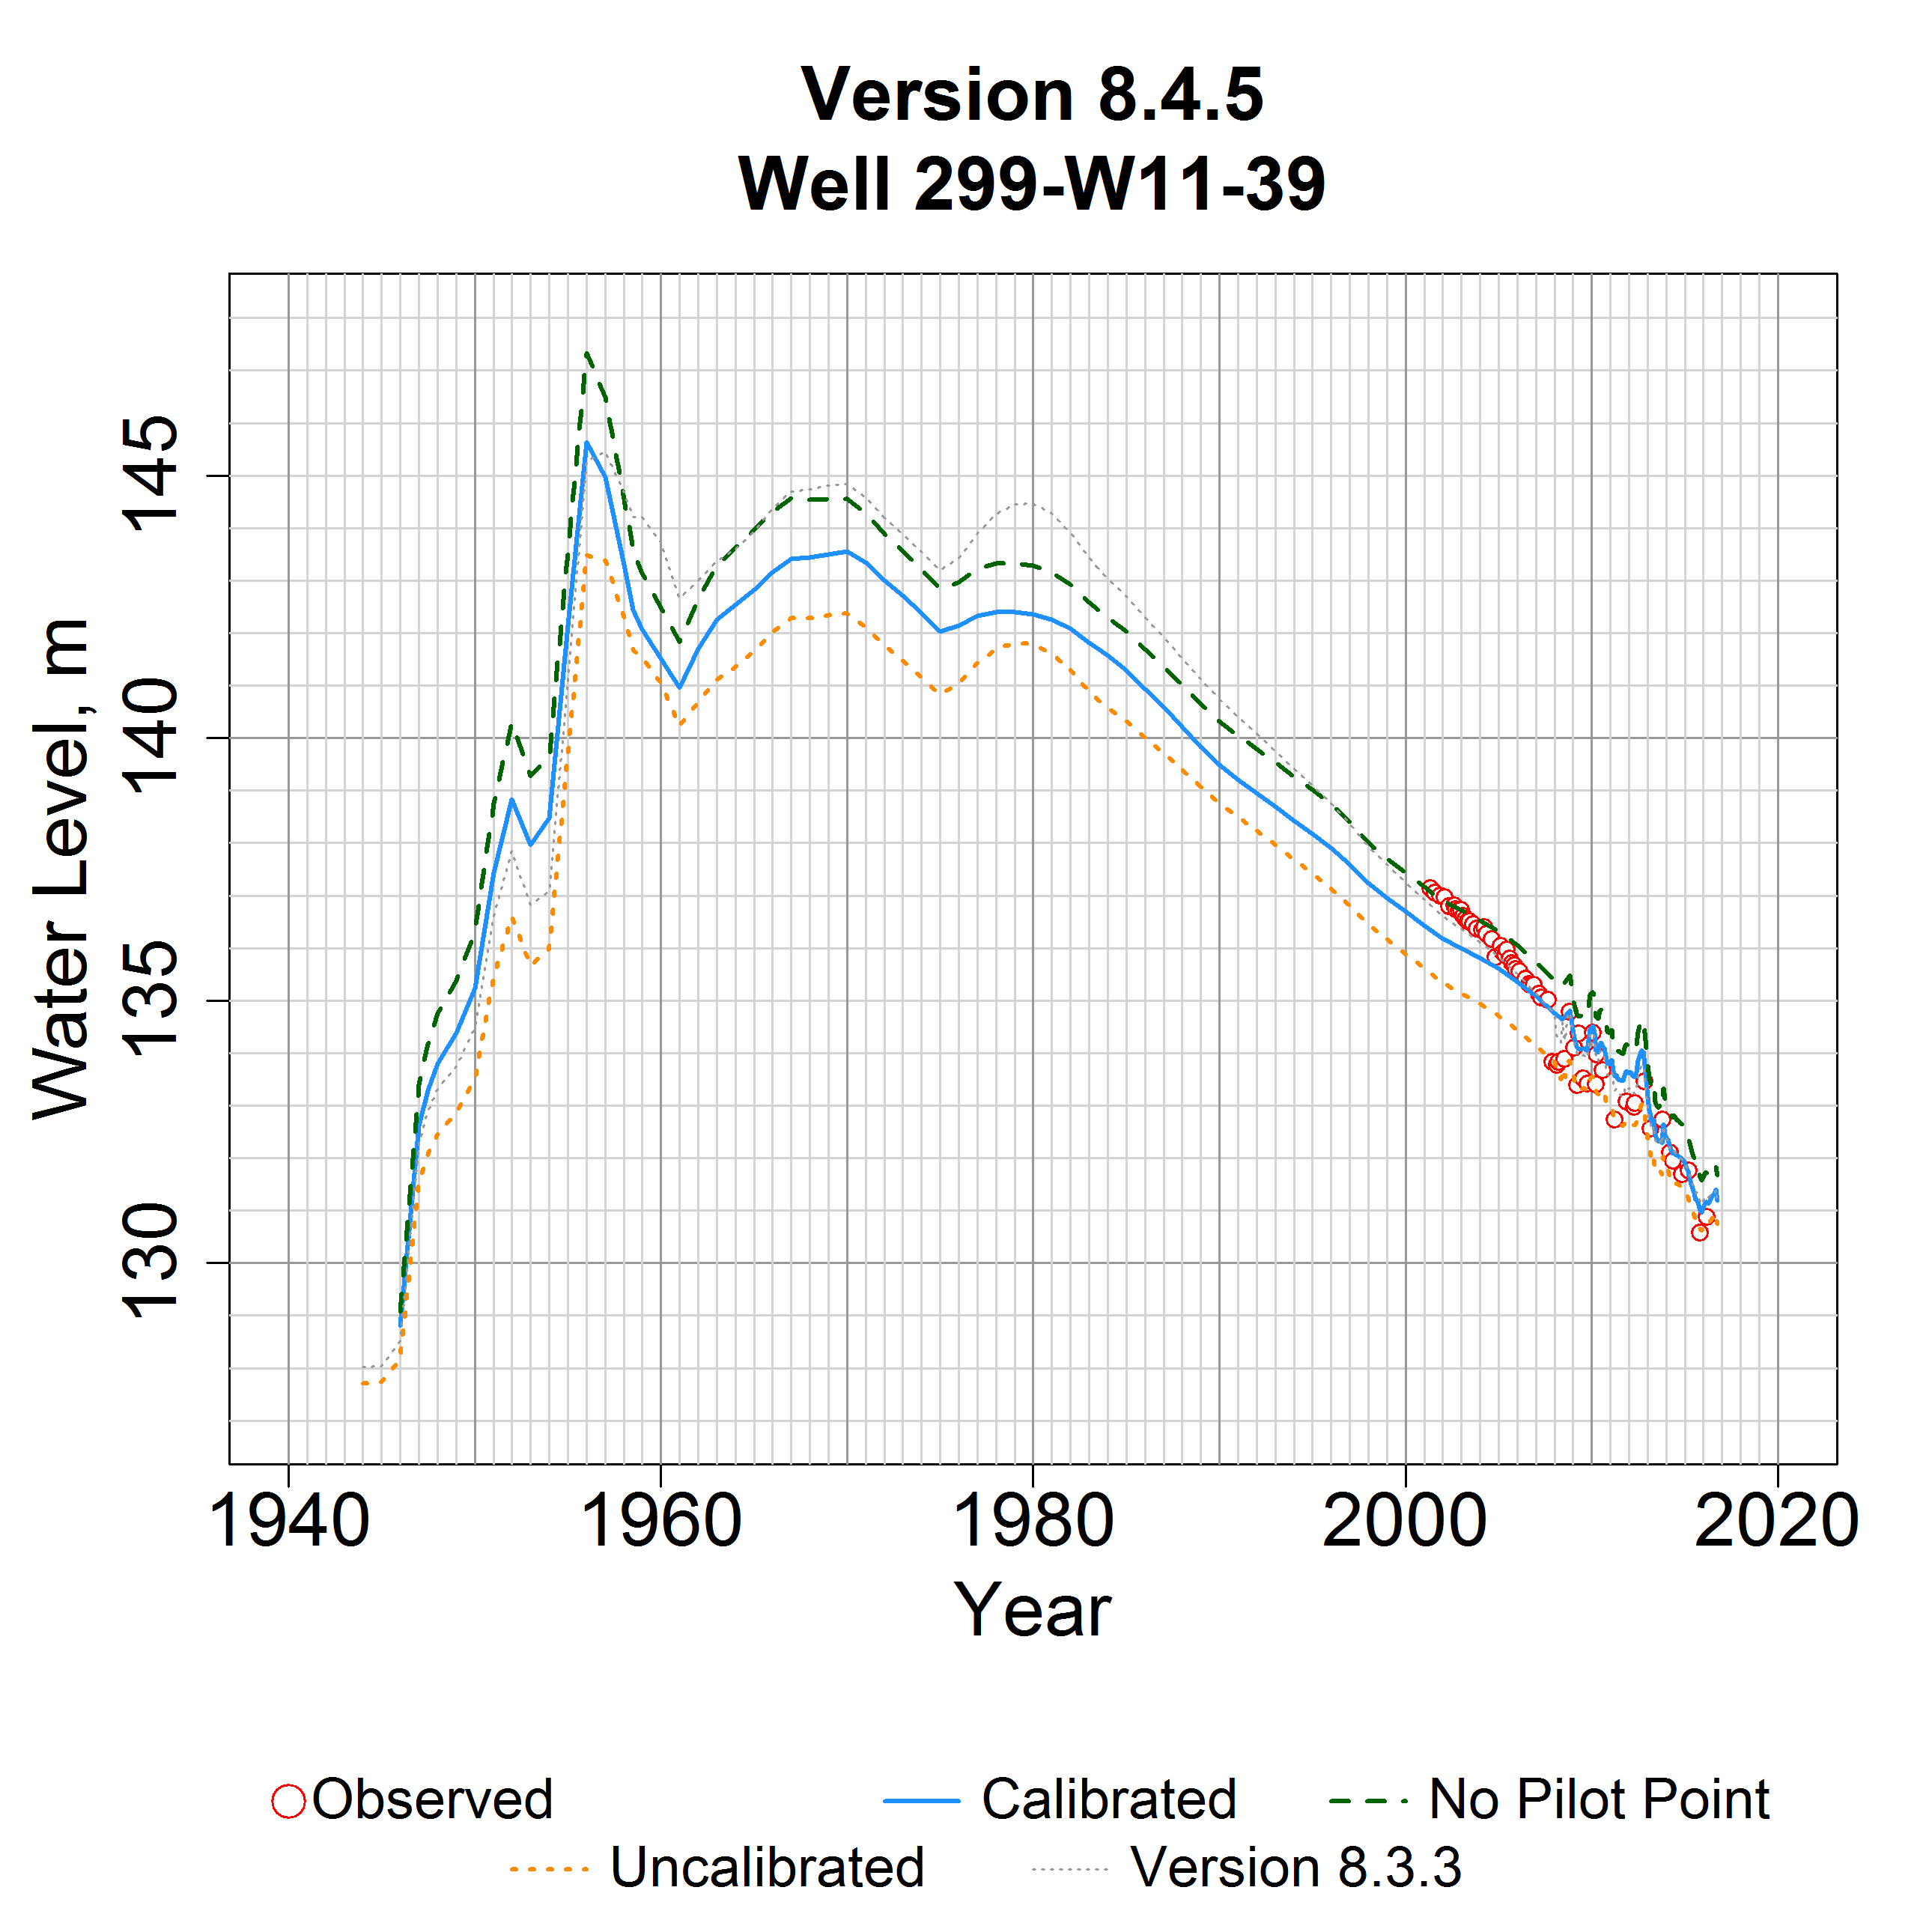 Version 8.4.5
Well 299-W11-39
Water Level, m
145
140
135
130
1940 1960 1980 2000 2020
Year
Observed Calibrated No Pilot Point
Uncalibrated Version 8.3.3